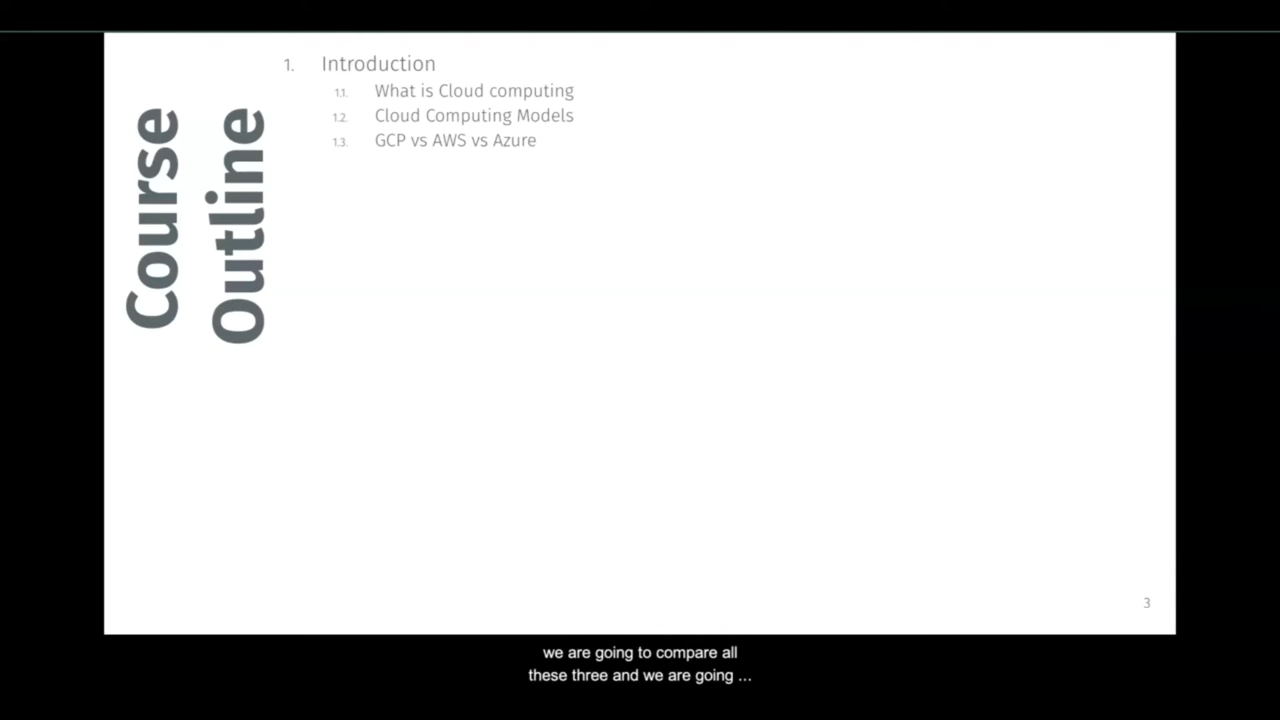 Course
Outline
1. Introduction
1.1. What is Cloud computing
1.2. Cloud Computing Models
1.3. GCP vs AWS vs Azure
3
we are going to compare all
these three and we are going ...